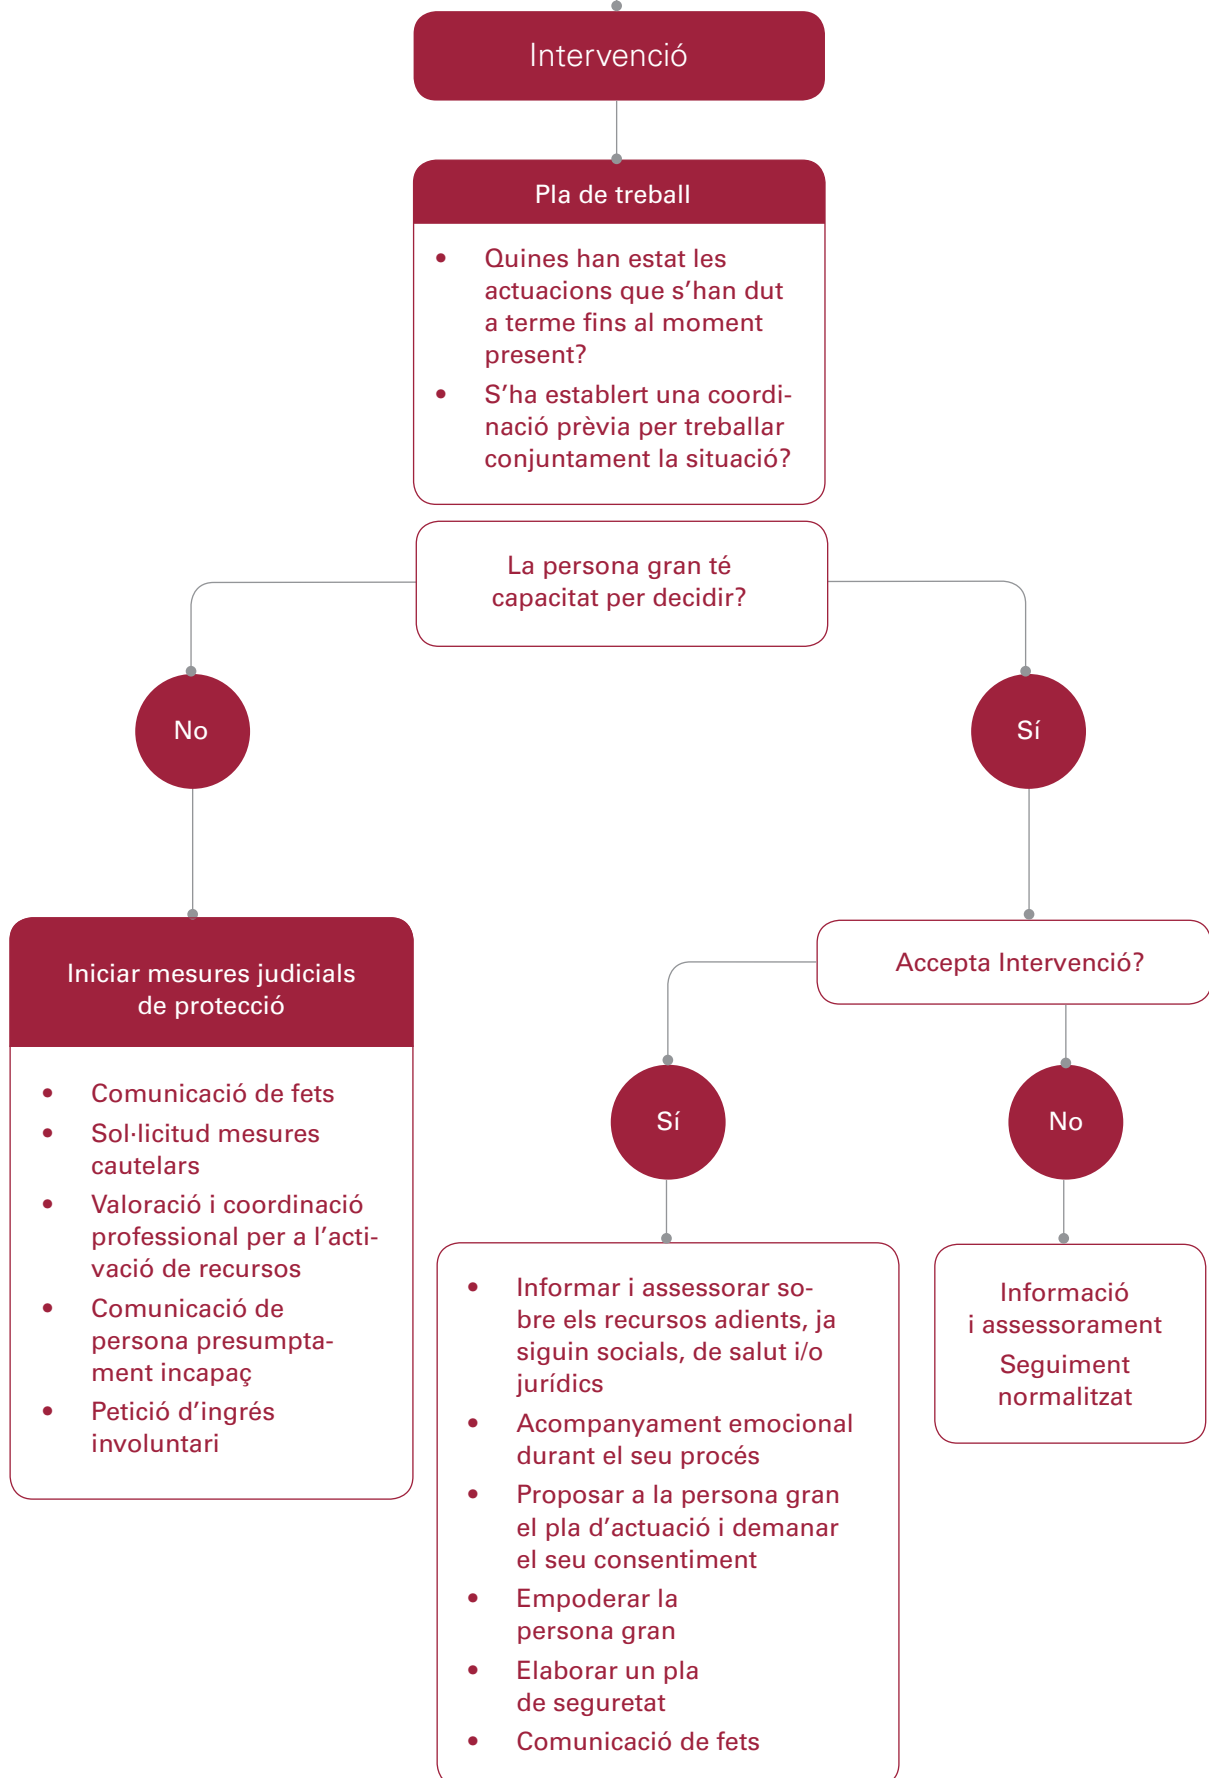 Intervenció
Pla de treball
• Quines han estat les
actuacions que s’han dut
a terme fins al moment
present?
• S’ha establert una coordi-
nació prèvia per treballar
conjuntament la situació?
La persona gran té
capacitat per decidir?
No
Sí
Iniciar mesures judicials
de protecció
• Comunicació de fets
• Sol·licitud mesures
cautelars
• Valoració i coordinació
professional per a l’acti-
vació de recursos
• Comunicació de
persona presumpta-
ment incapaç
• Petició d’ingrés
involuntari
Accepta Intervenció?
Sí
No
• Informar i assessorar so-
bre els recursos adients, ja
siguin socials, de salut i/o
jurídics
• Acompanyament emocional
durant el seu procés
• Proposar a la persona gran
el pla d’actuació i demanar
el seu consentiment
• Empoderar la
persona gran
• Elaborar un pla
de seguretat
• Comunicació de fets
Informació
i assessorament
Seguiment
normalitzat